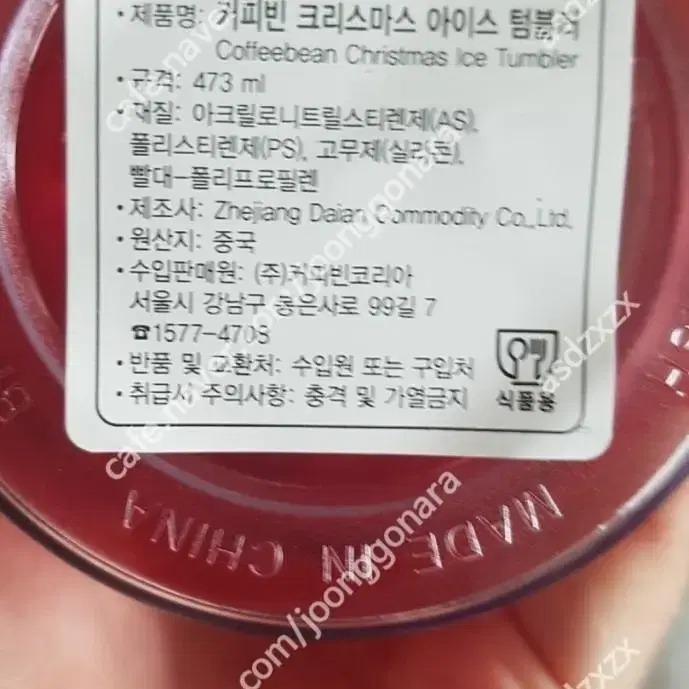 • 제품명: 커피빈 크리스마스 아이스 텀블러
Coffeebean Christmas Ice Tumbler
• 규격: 473 ml
• 재질: 아크릴로니트릴스티렌제(AS),
폴리스티렌제(PS), 고무제(실리콘),
빨대-폴리프로필렌
• 제조사: Zhejiang Daian Commodity Co.,Ltd.
• 원산지: 중국
• 수입판매원: (주)커피빈코리아
서울시 강남구 봉은사로 99길 7
☎1577-4708
• 반품 및 교환처: 수입원 또는 구입처
• 취급시 주의사항: 충격 및 가열금지
식품용
MADE IN CHINA
cafe.naver.com/joonggonara
asdzxzx